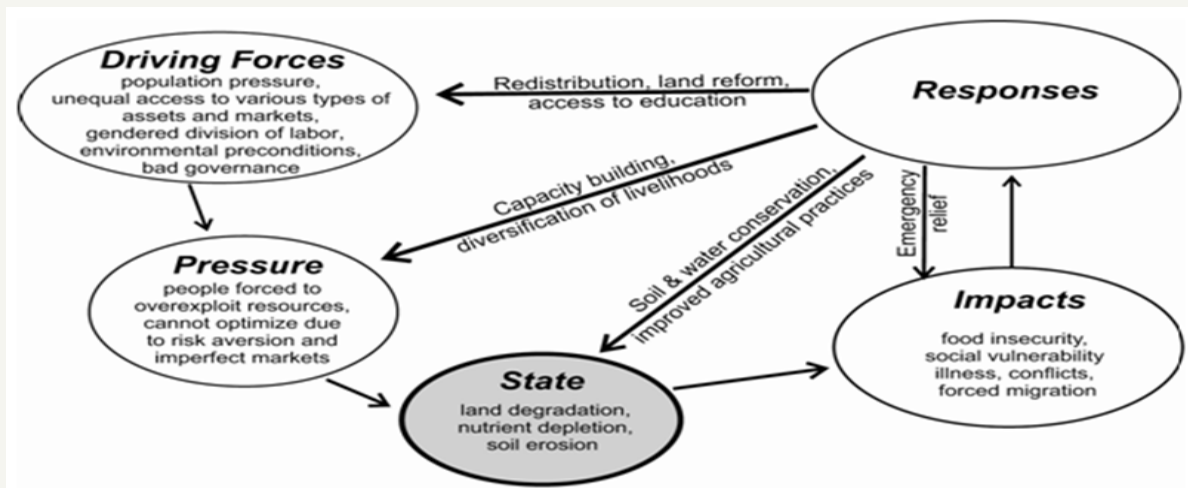 Driving Forces
population pressure,
unequal access to various types of
assets and markets,
gendered division of labor,
environmental preconditions,
bad governance
Redistribution, land reform,
access to education
Responses
Capacity building,
diversification of livelihoods
Soil & water conservation,
improved agricultural practices
Emergency
relief
Pressure
people forced to
overexploit resources,
cannot optimize due
to risk aversion and
imperfect markets
State
land degradation,
nutrient depletion,
soil erosion
Impacts
food insecurity,
social vulnerability
illness, conflicts,
forced migration